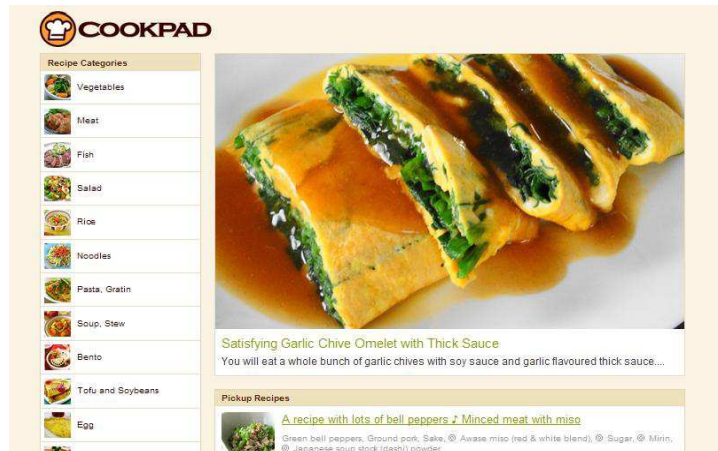 COOKPAD
Recipe Categories
Vegetables
Meat
Fish
Salad
Rice
Noodles
Pasta, Gratin
Soup, Stew
Bento
Tofu and Soybeans
Egg
Satisfying Garlic Chive Omelet with Thick Sauce
You will eat a whole bunch of garlic chives with soy sauce and garlic flavoured thick sauce....
Pickup Recipes
A recipe with lots of bell peppers ♪ Minced meat with miso
Green bell peppers, Ground pork, Sake, ◎ Awase miso (red & white blend), ◎ Sugar, ◎ Mirin,
◎ Japanese soup stock (dashi) powder